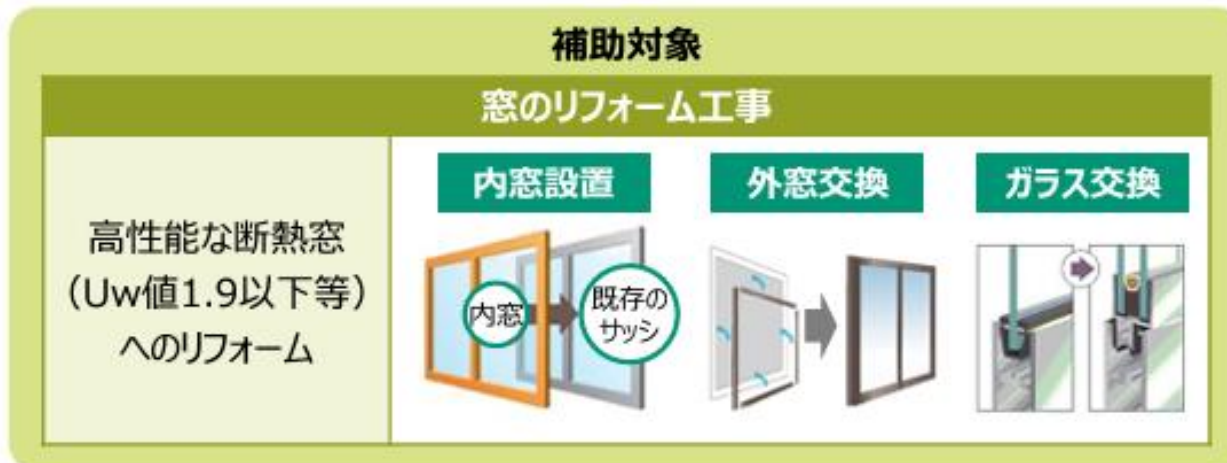 補助対象
窓のリフォーム工事
高性能な断熱窓
（Uw値1.9以下等）
へのリフォーム
内窓設置
外窓交換
ガラス交換
内窓
既存の
サッシ